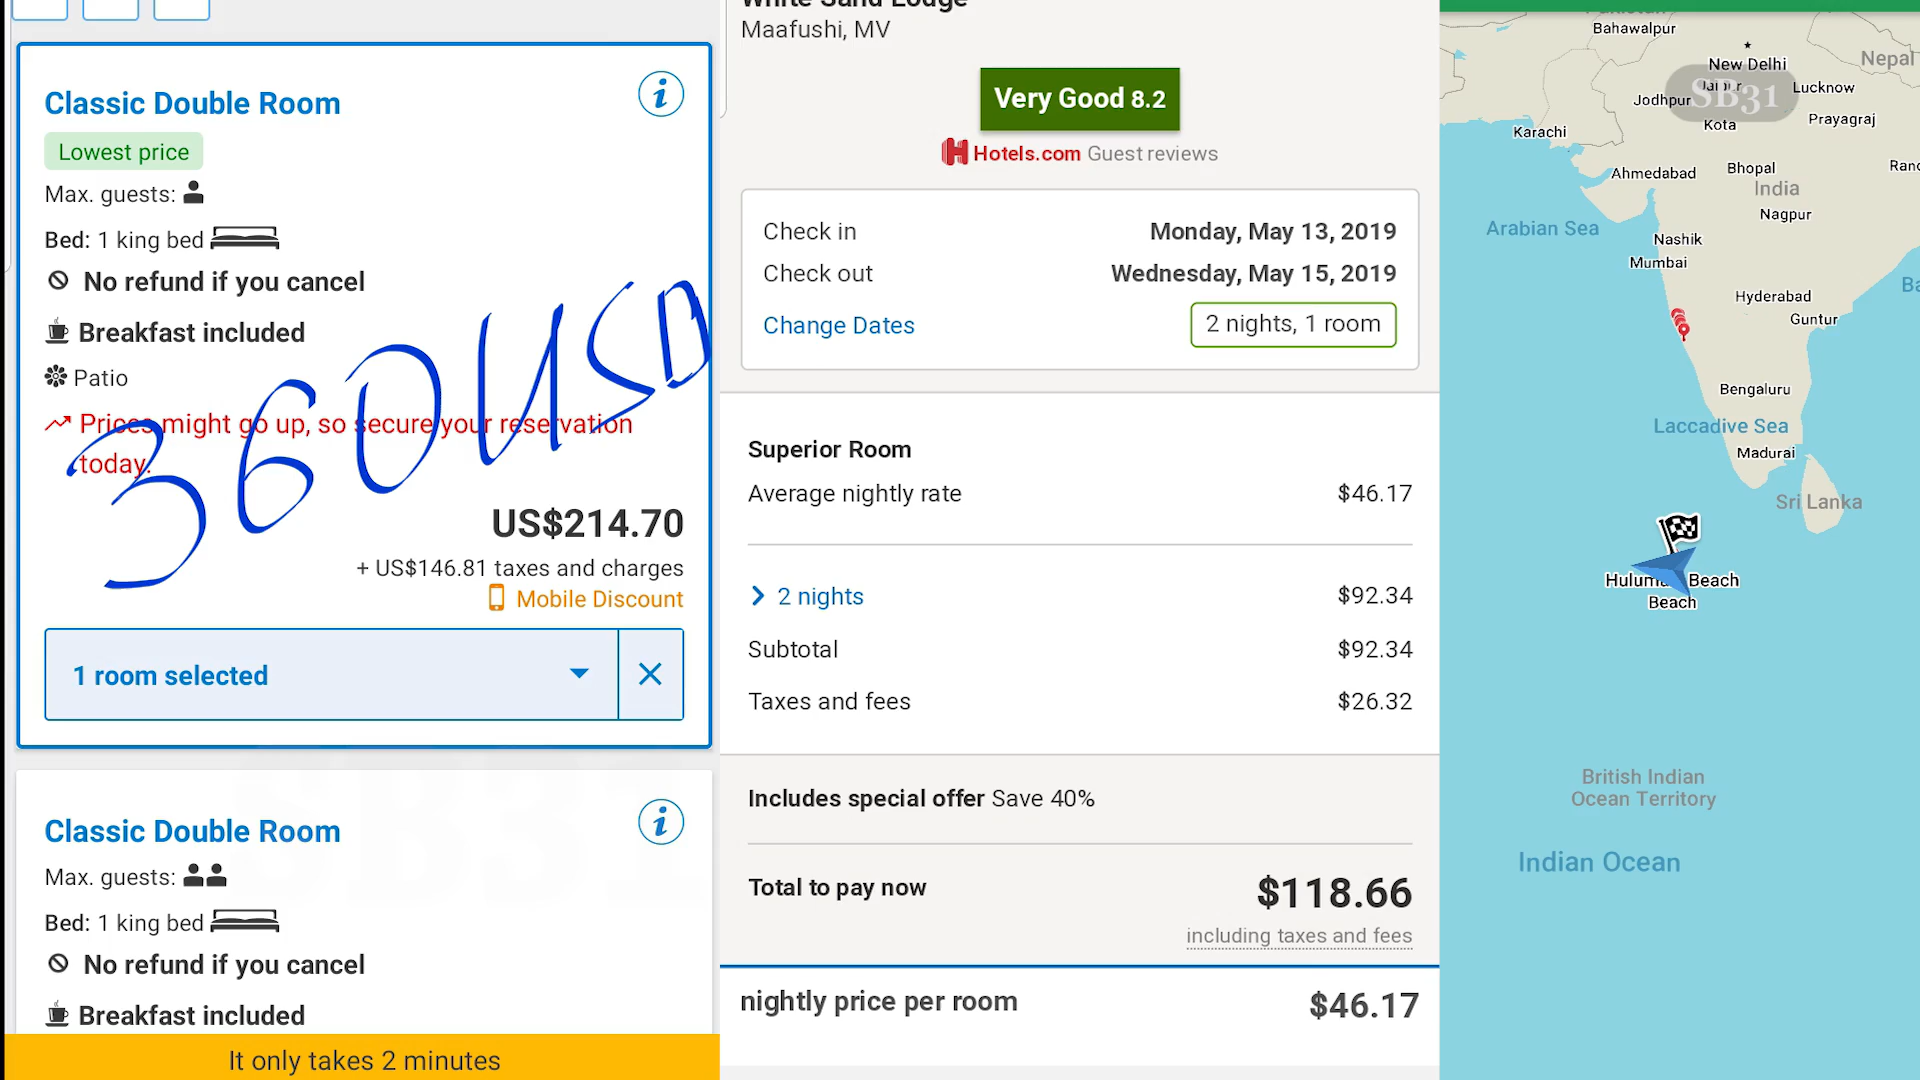 Classic Double Room
Lowest price
Max. guests:
Bed: 1 king bed
No refund if you cancel
Breakfast included
Patio
Prices might go up, so secure your reservation
today.
360USD
US$214.70
+ US$146.81 taxes and charges
Mobile Discount
1 room selected
Classic Double Room
Max. guests:
Bed: 1 king bed
No refund if you cancel
Breakfast included
It only takes 2 minutes
White Sand Lodge
Maafushi, MV
Very Good 8.2
Hotels.com Guest reviews
Check in Monday, May 13, 2019
Check out Wednesday, May 15, 2019
Change Dates 2 nights, 1 room
Superior Room
Average nightly rate $46.17
2 nights $92.34
Subtotal $92.34
Taxes and fees $26.32
Includes special offer Save 40%
Total to pay now $118.66
including taxes and fees
nightly price per room $46.17
Pakistan
Bahawalpur
New Delhi
Nepal
Jaipur
SB31
Lucknow
Jodhpur
Kota
Prayagraj
Karachi
Ahmedabad
Bhopal
Ranc
India
Nagpur
Arabian Sea
Nashik
Mumbai
Ba
Hyderabad
Guntur
Bengaluru
Laccadive Sea
Madurai
Sri Lanka
Beach
Beach
British Indian
Ocean Territory
Indian Ocean